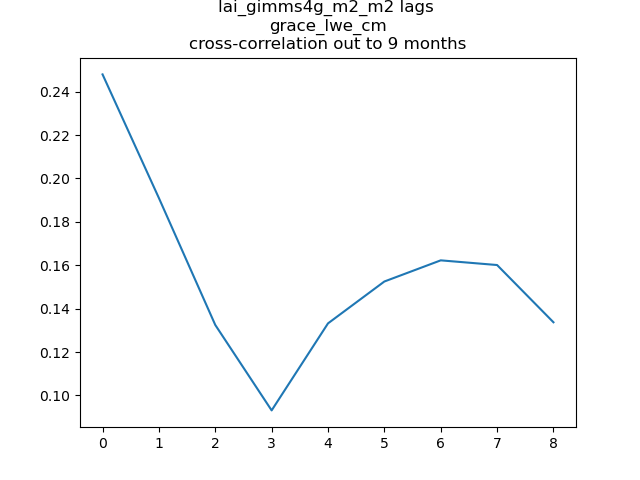 lai_gimms4g_m2_m2 lags
grace_lwe_cm
cross-correlation out to 9 months
0.24
0.22
0.20
0.18
0.16
0.14
0.12
0.10
0 1 2 3 4 5 6 7 8